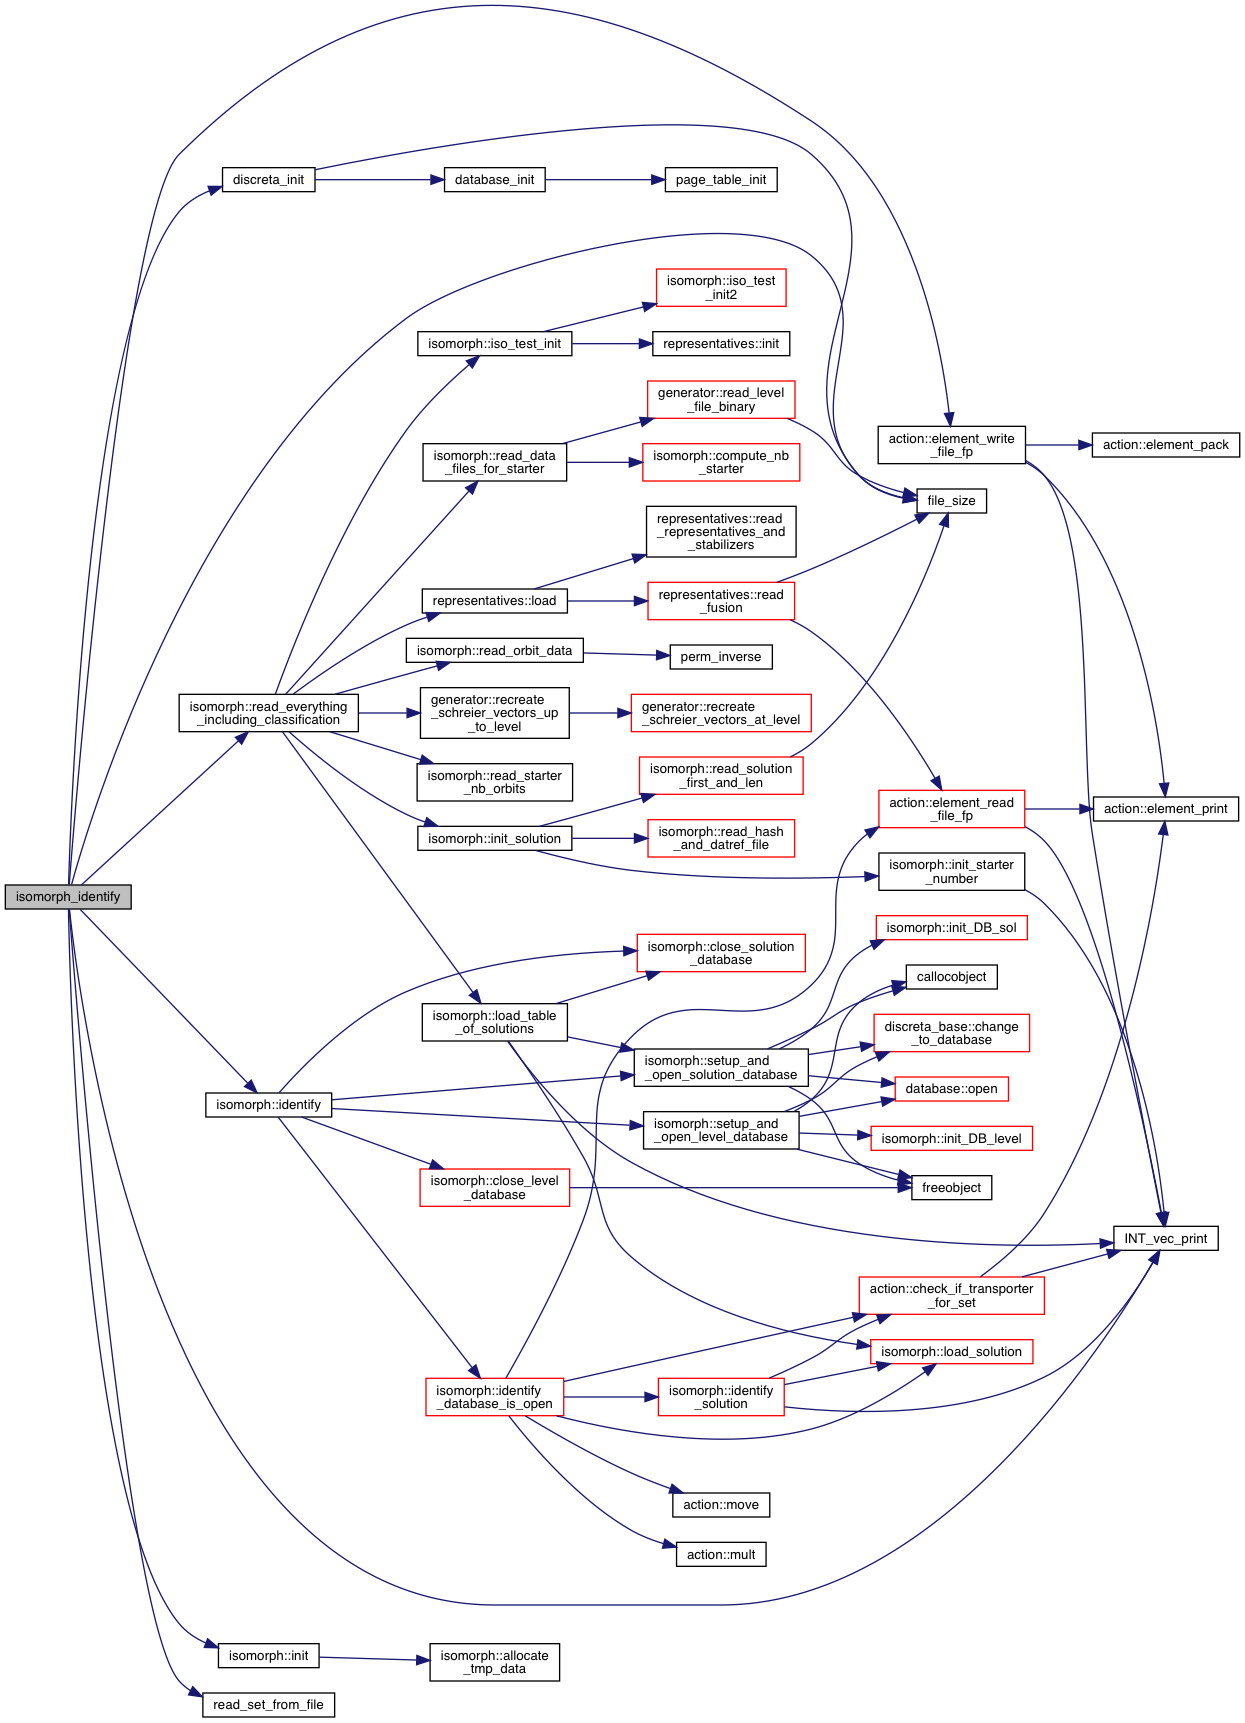 isomorph_identify
discreta_init
database_init
page_table_init
isomorph::iso_test
_init2
isomorph::iso_test_init
representatives::init
generator::read_level
_file_binary
action::element_write
_file_fp
action::element_pack
isomorph::read_data
_files_for_starter
isomorph::compute_nb
_starter
file_size
representatives::read
_representatives_and
_stabilizers
representatives::load
representatives::read
_fusion
isomorph::read_orbit_data
perm_inverse
isomorph::read_everything
_including_classification
generator::recreate
_schreier_vectors_up
_to_level
generator::recreate
_schreier_vectors_at_level
isomorph::read_starter
_nb_orbits
isomorph::read_solution
_first_and_len
action::element_read
_file_fp
action::element_print
isomorph::init_solution
isomorph::read_hash
_and_datref_file
isomorph::init_starter
_number
isomorph::init_DB_sol
isomorph::close_solution
_database
callocobject
isomorph::load_table
_of_solutions
discreta_base::change
_to_database
isomorph::setup_and
_open_solution_database
database::open
isomorph::identify
isomorph::setup_and
_open_level_database
isomorph::init_DB_level
isomorph::close_level
_database
freeobject
INT_vec_print
action::check_if_transporter
_for_set
isomorph::load_solution
isomorph::identify
_database_is_open
isomorph::identify
_solution
action::move
action::mult
isomorph::init
isomorph::allocate
_tmp_data
read_set_from_file